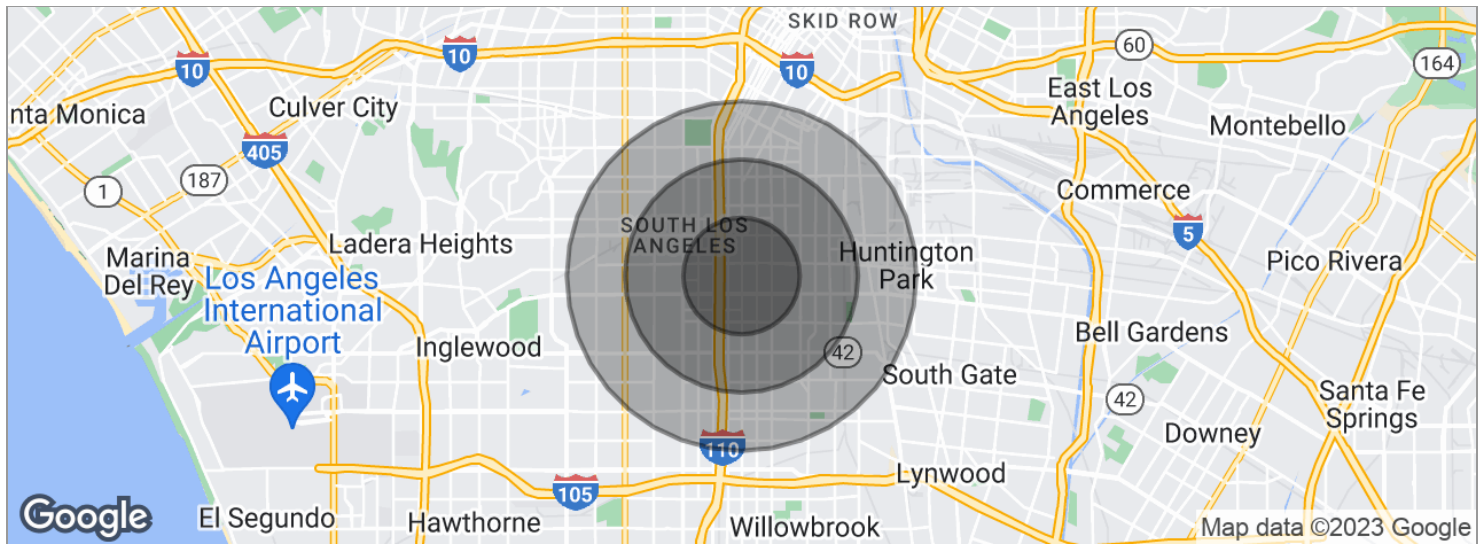 SKID ROW
10
10
10
60
164
Culver City
nta Monica
East Los
Angeles
Montebello
405
187
1
Commerce
SOUTH LOS
ANGELES
5
Ladera Heights
Huntington
Park
Marina
Del Rey
Pico Rivera
Los Angeles
International
Airport
Inglewood
42
Bell Gardens
South Gate
42
Santa Fe
Springs
Downey
110
Lynwood
105
Google
El Segundo
Hawthorne
Willowbrook
Map data ©2023 Google